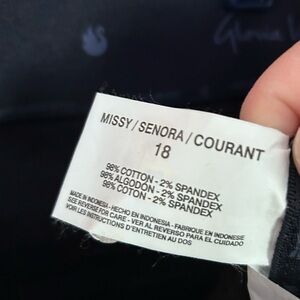 Gloria
MISSY/SENORA/COURANT
18
98% COTTON - 2% SPANDEX
98% ALGODÓN - 2% SPANDEX
98% COTON - 2% SPANDEX
MADE IN INDONESIA - HECHO EN INDONESIA - FABRIQUE EN INDONESIE
SEE REVERSE FOR CARE - VER AL REVERSO PARA EL CUIDADO
VOIR LES INSTRUCTIONS D'ENTRETIEN AU DOS